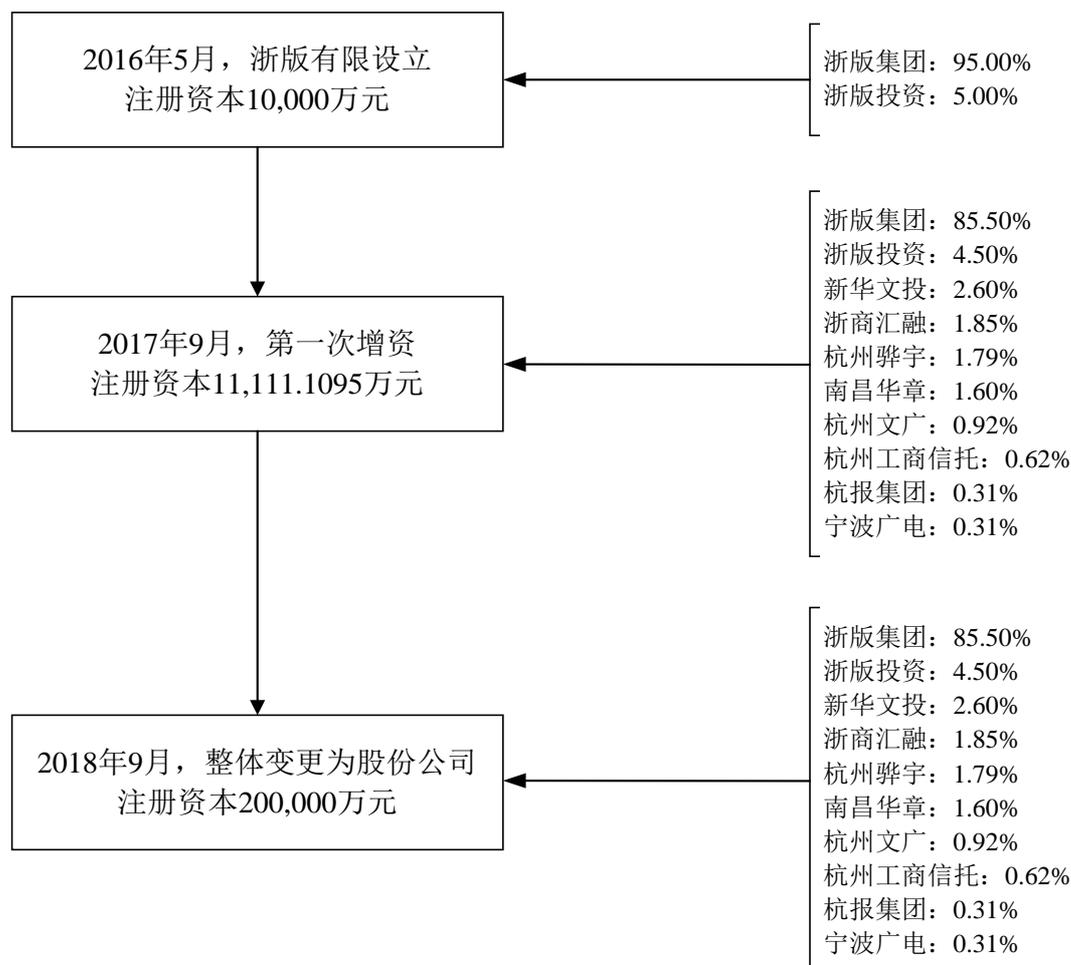 2016年5月，浙版有限设立
注册资本10,000万元
浙版集团：95.00%
浙版投资：5.00%
2017年9月，第一次增资
注册资本11,111.1095万元
浙版集团：85.50%
浙版投资：4.50%
新华文投：2.60%
浙商汇融：1.85%
杭州骅宇：1.79%
南昌华章：1.60%
杭州文广：0.92%
杭州工商信托：0.62%
杭报集团：0.31%
宁波广电：0.31%
2018年9月，整体变更为股份公司
注册资本200,000万元
浙版集团：85.50%
浙版投资：4.50%
新华文投：2.60%
浙商汇融：1.85%
杭州骅宇：1.79%
南昌华章：1.60%
杭州文广：0.92%
杭州工商信托：0.62%
杭报集团：0.31%
宁波广电：0.31%